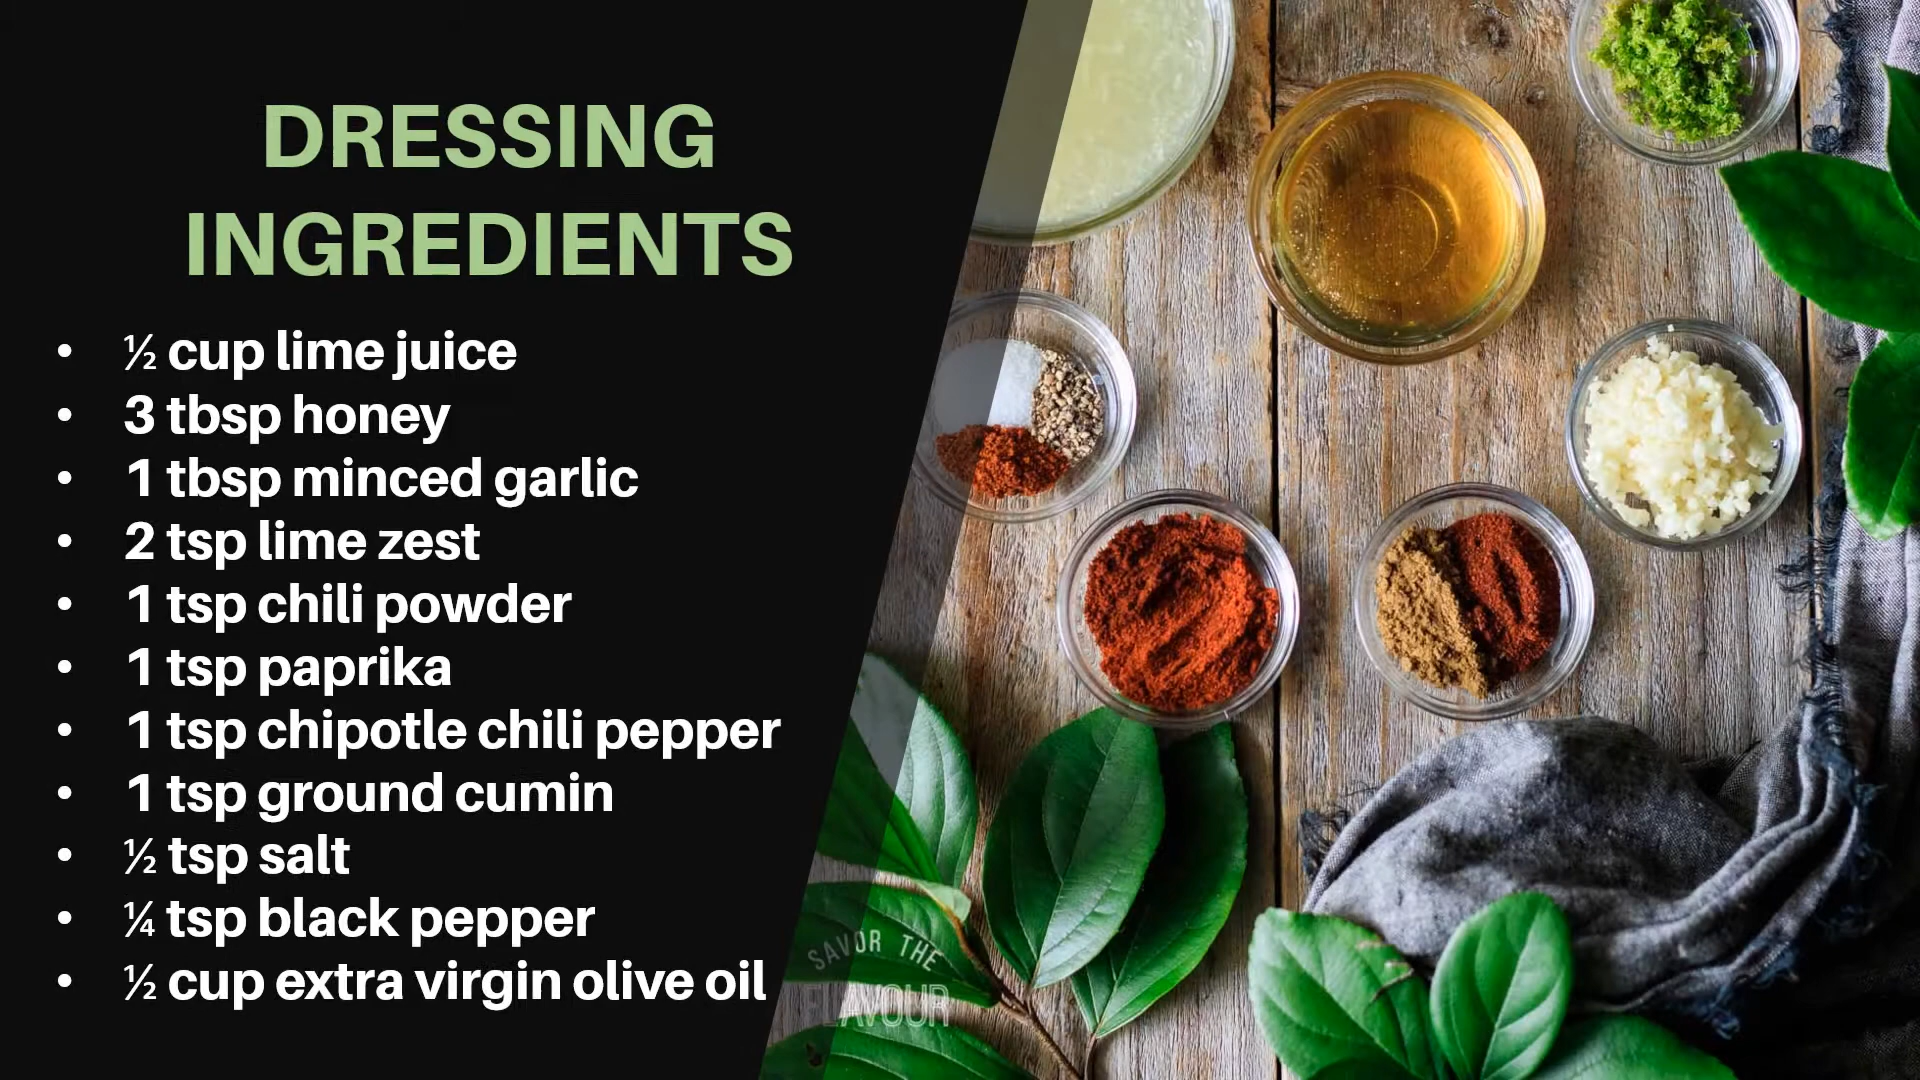 DRESSING
INGREDIENTS
• ½ cup lime juice
• 3 tbsp honey
• 1 tbsp minced garlic
• 2 tsp lime zest
• 1 tsp chili powder
• 1 tsp paprika
• 1 tsp chipotle chili pepper
• 1 tsp ground cumin
• ½ tsp salt
• ¼ tsp black pepper
• ½ cup extra virgin olive oil
SAVOR THE
FLAVOUR